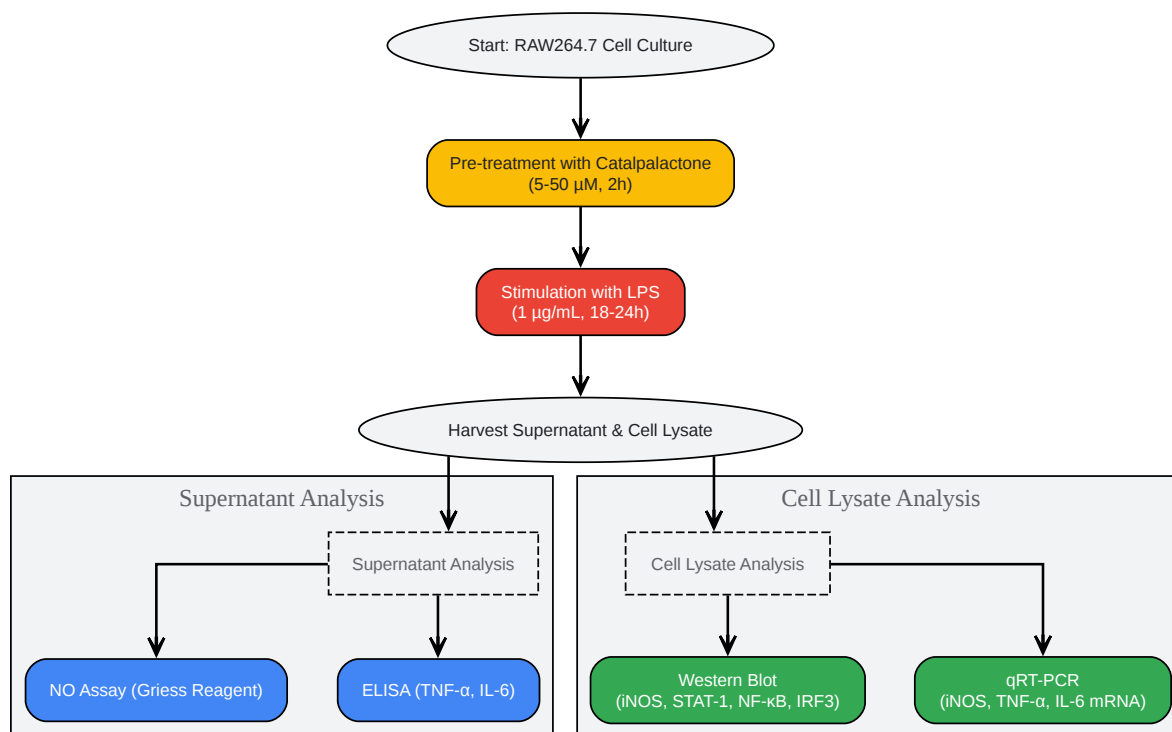 Start: RAW264.7 Cell Culture
Pre-treatment with Catalpalactone
(5-50 µM, 2h)
Stimulation with LPS
(1 µg/mL, 18-24h)
Harvest Supernatant & Cell Lysate
Supernatant Analysis
Supernatant Analysis
NO Assay (Griess Reagent)
ELISA (TNF-α, IL-6)
Cell Lysate Analysis
Cell Lysate Analysis
Western Blot
(iNOS, STAT-1, NF-κB, IRF3)
qRT-PCR
(iNOS, TNF-α, IL-6 mRNA)